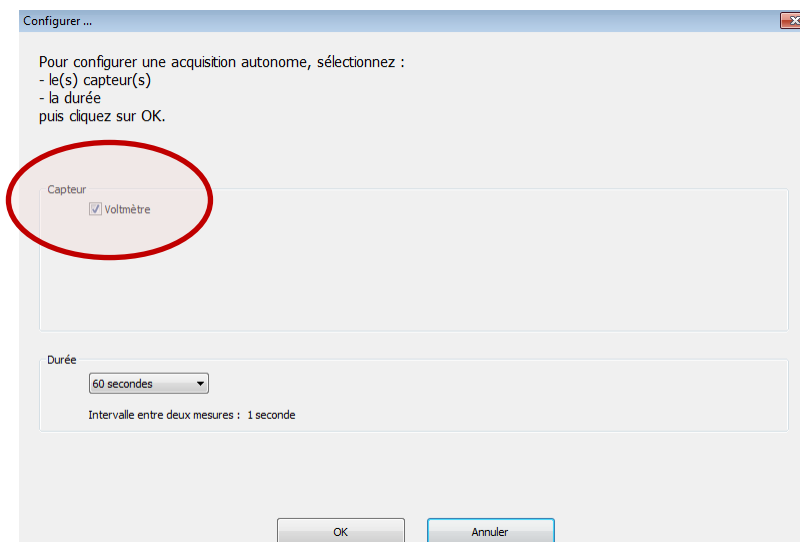 Configurer ...
Pour configurer une acquisition autonome, sélectionnez :
- le(s) capteur(s)
- la durée
puis cliquez sur OK.
Capteur
Voltmètre
Durée
60 secondes
Intervalle entre deux mesures : 1 seconde
OK
Annuler